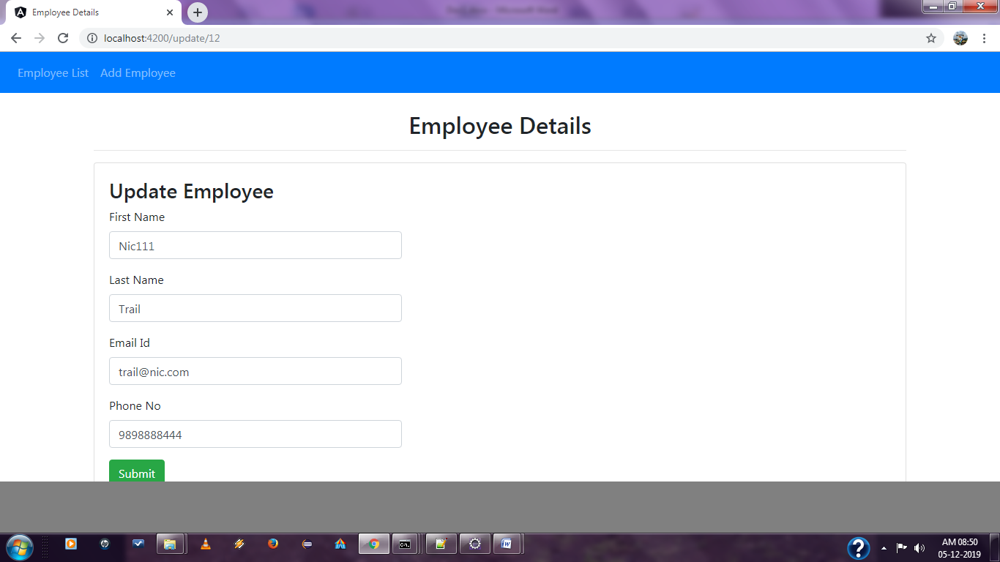 Employee Details
localhost:4200/update/12
Employee List Add Employee
Employee Details
Update Employee
First Name
Nic111
Last Name
Trail
Email Id
trail@nic.com
Phone No
9898888444
Submit
AM 08:50
05-12-2019